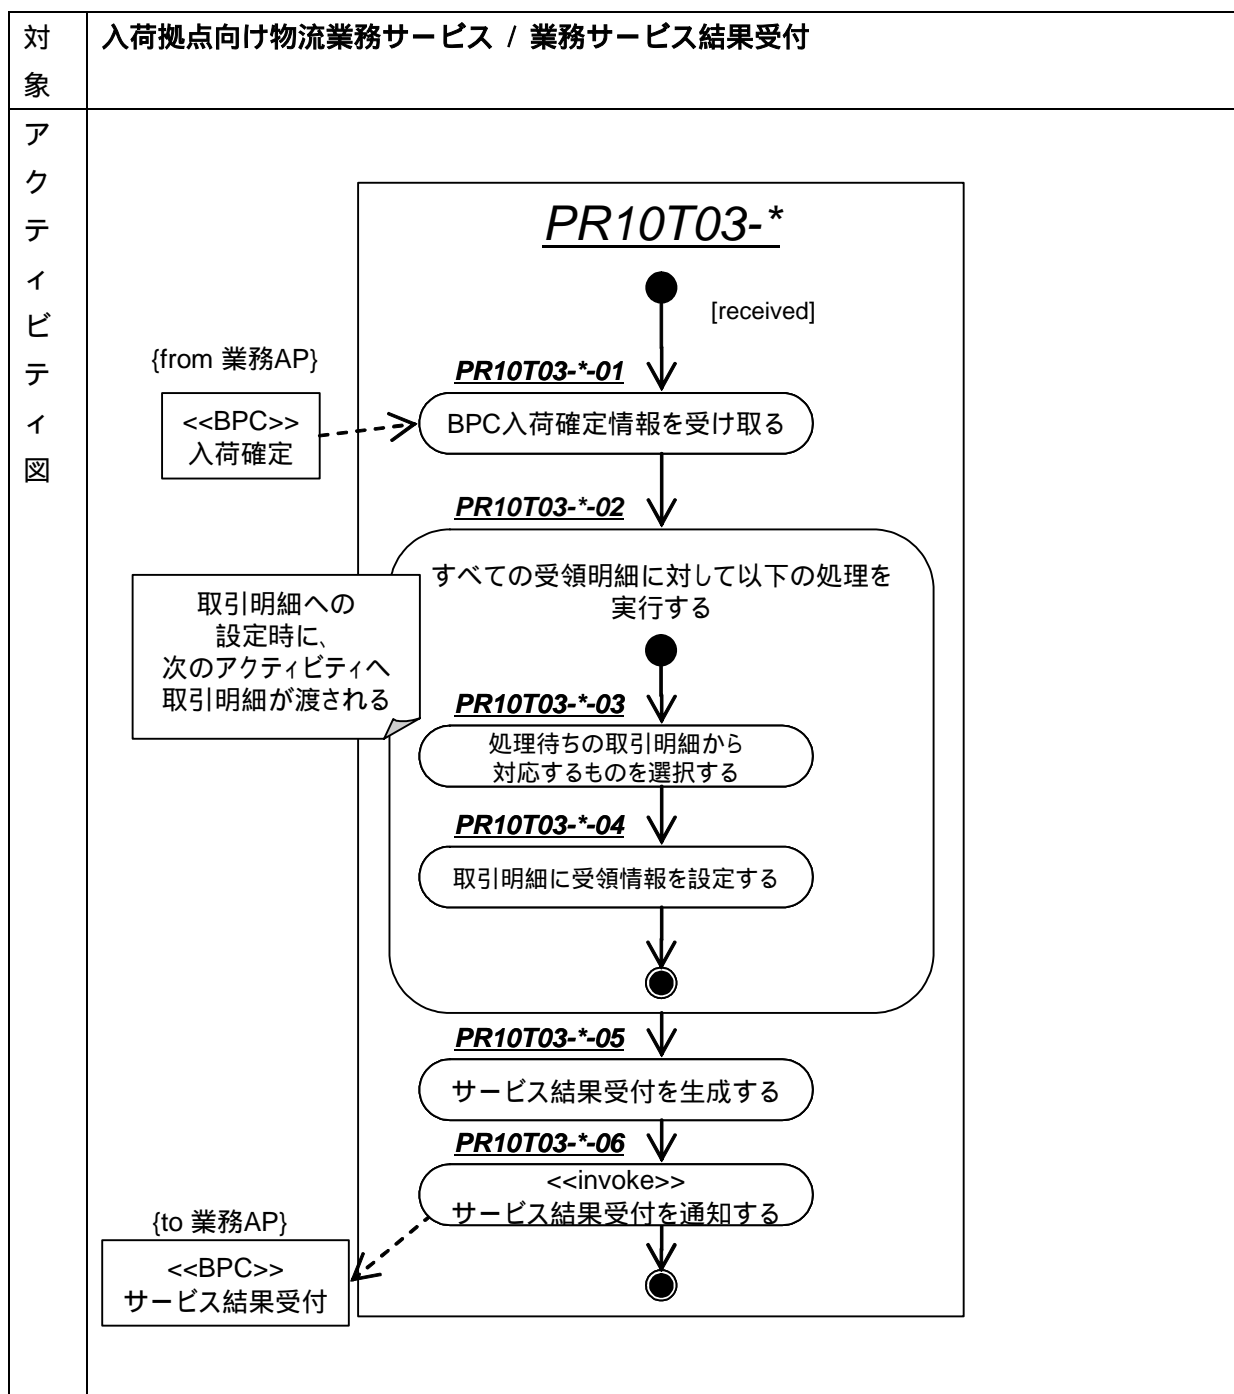 対象
入荷拠点向け物流業務サービス / 業務サービス結果受付
アクティビティ図
PR10T03-*
[received]
{from 業務AP}
PR10T03-*-01
<<BPC>>
入荷確定
BPC入荷確定情報を受け取る
PR10T03-*-02
すべての受領明細に対して以下の処理を
実行する
取引明細への
設定時に、
次のアクティビティへ
取引明細が渡される
PR10T03-*-03
処理待ちの取引明細から
対応するものを選択する
PR10T03-*-04
取引明細に受領情報を設定する
PR10T03-*-05
サービス結果受付を生成する
PR10T03-*-06
<<invoke>>
サービス結果受付を通知する
{to 業務AP}
<<BPC>>
サービス結果受付